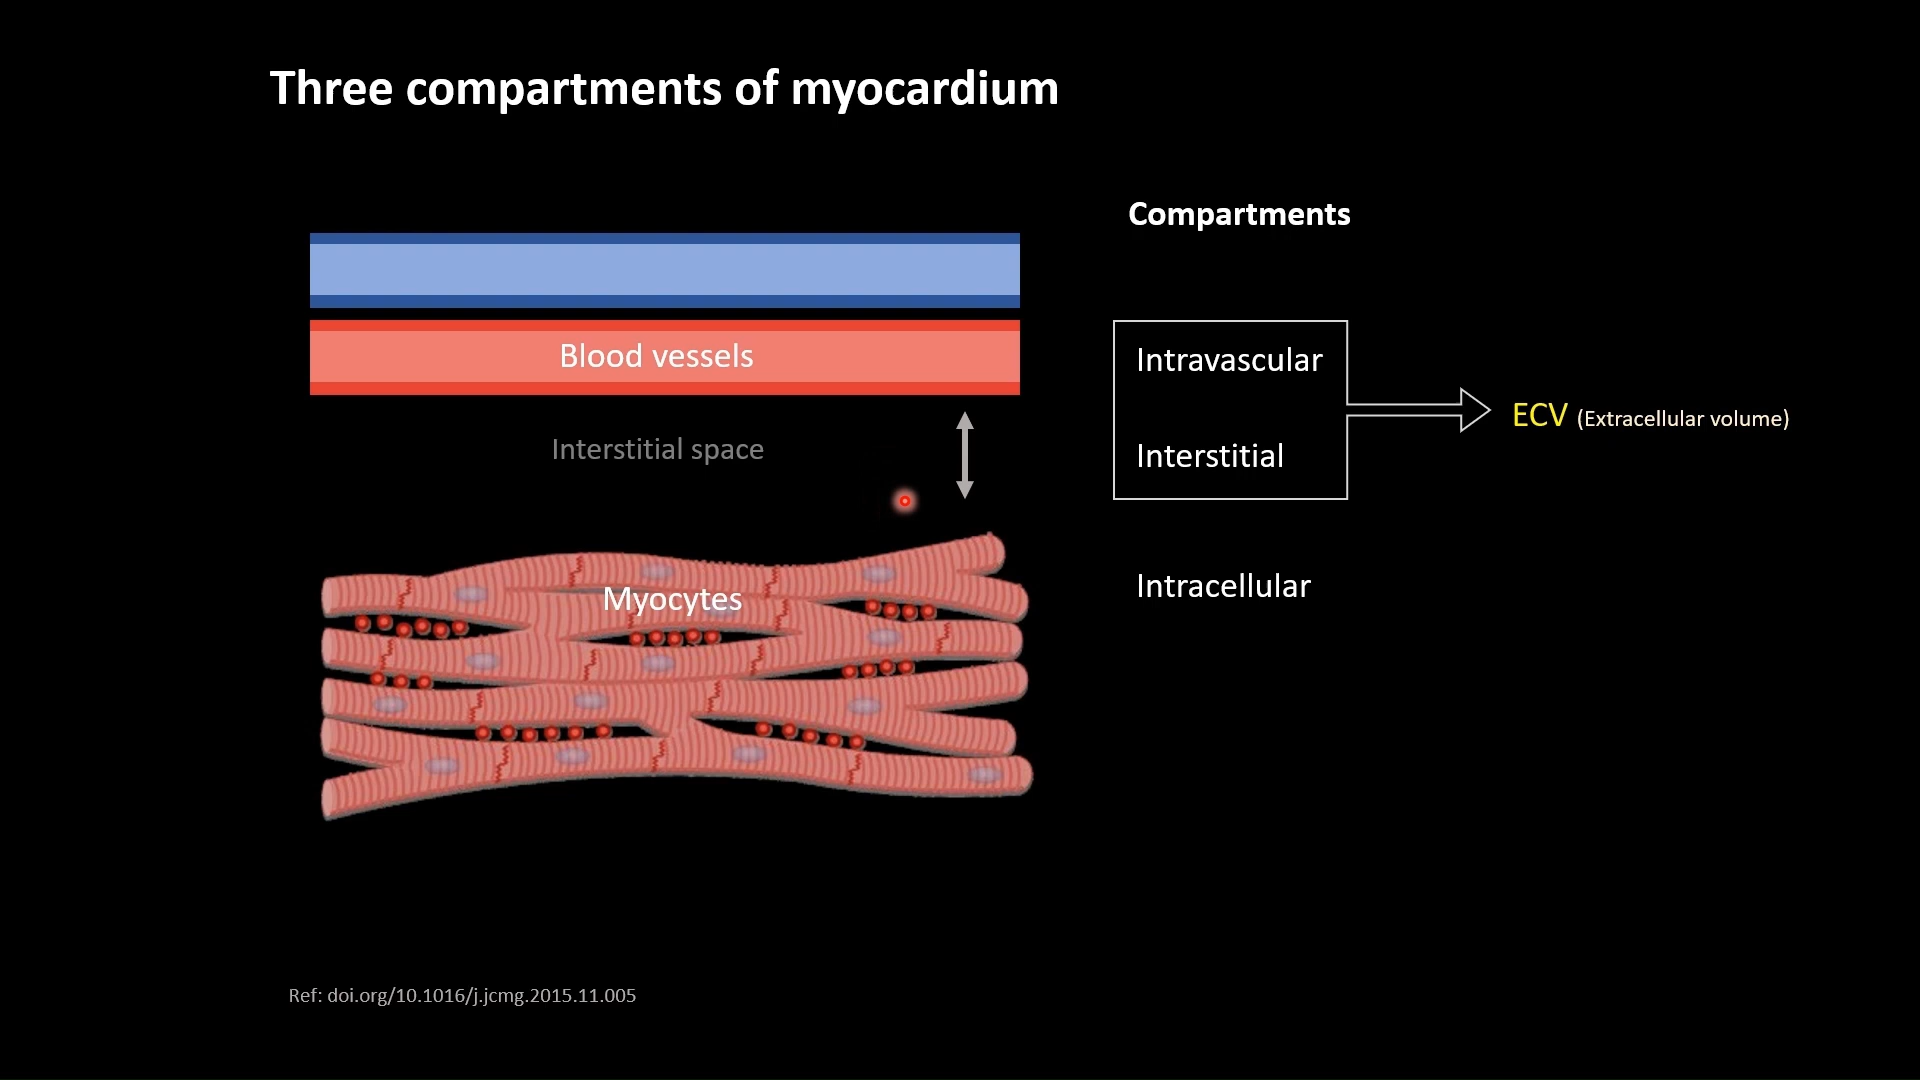 Three compartments of myocardium
Compartments
Blood vessels
Intravascular
ECV (Extracellular volume)
Interstitial space
Interstitial
Myocytes
Intracellular
Ref: doi.org/10.1016/j.jcmg.2015.11.005